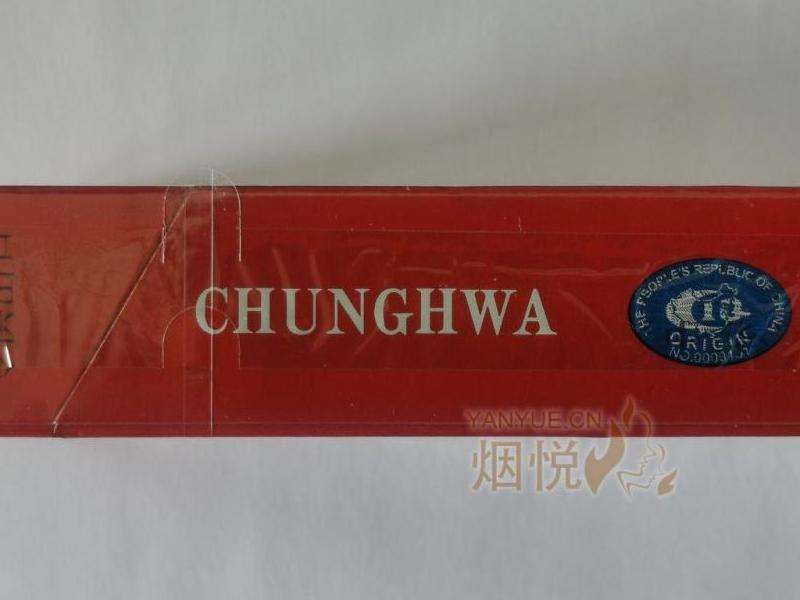 CHUNGHWA
THE PEOPLE'S REPUBLIC OF CHINA
ORIGIN
YANYUE.CN
烟悦